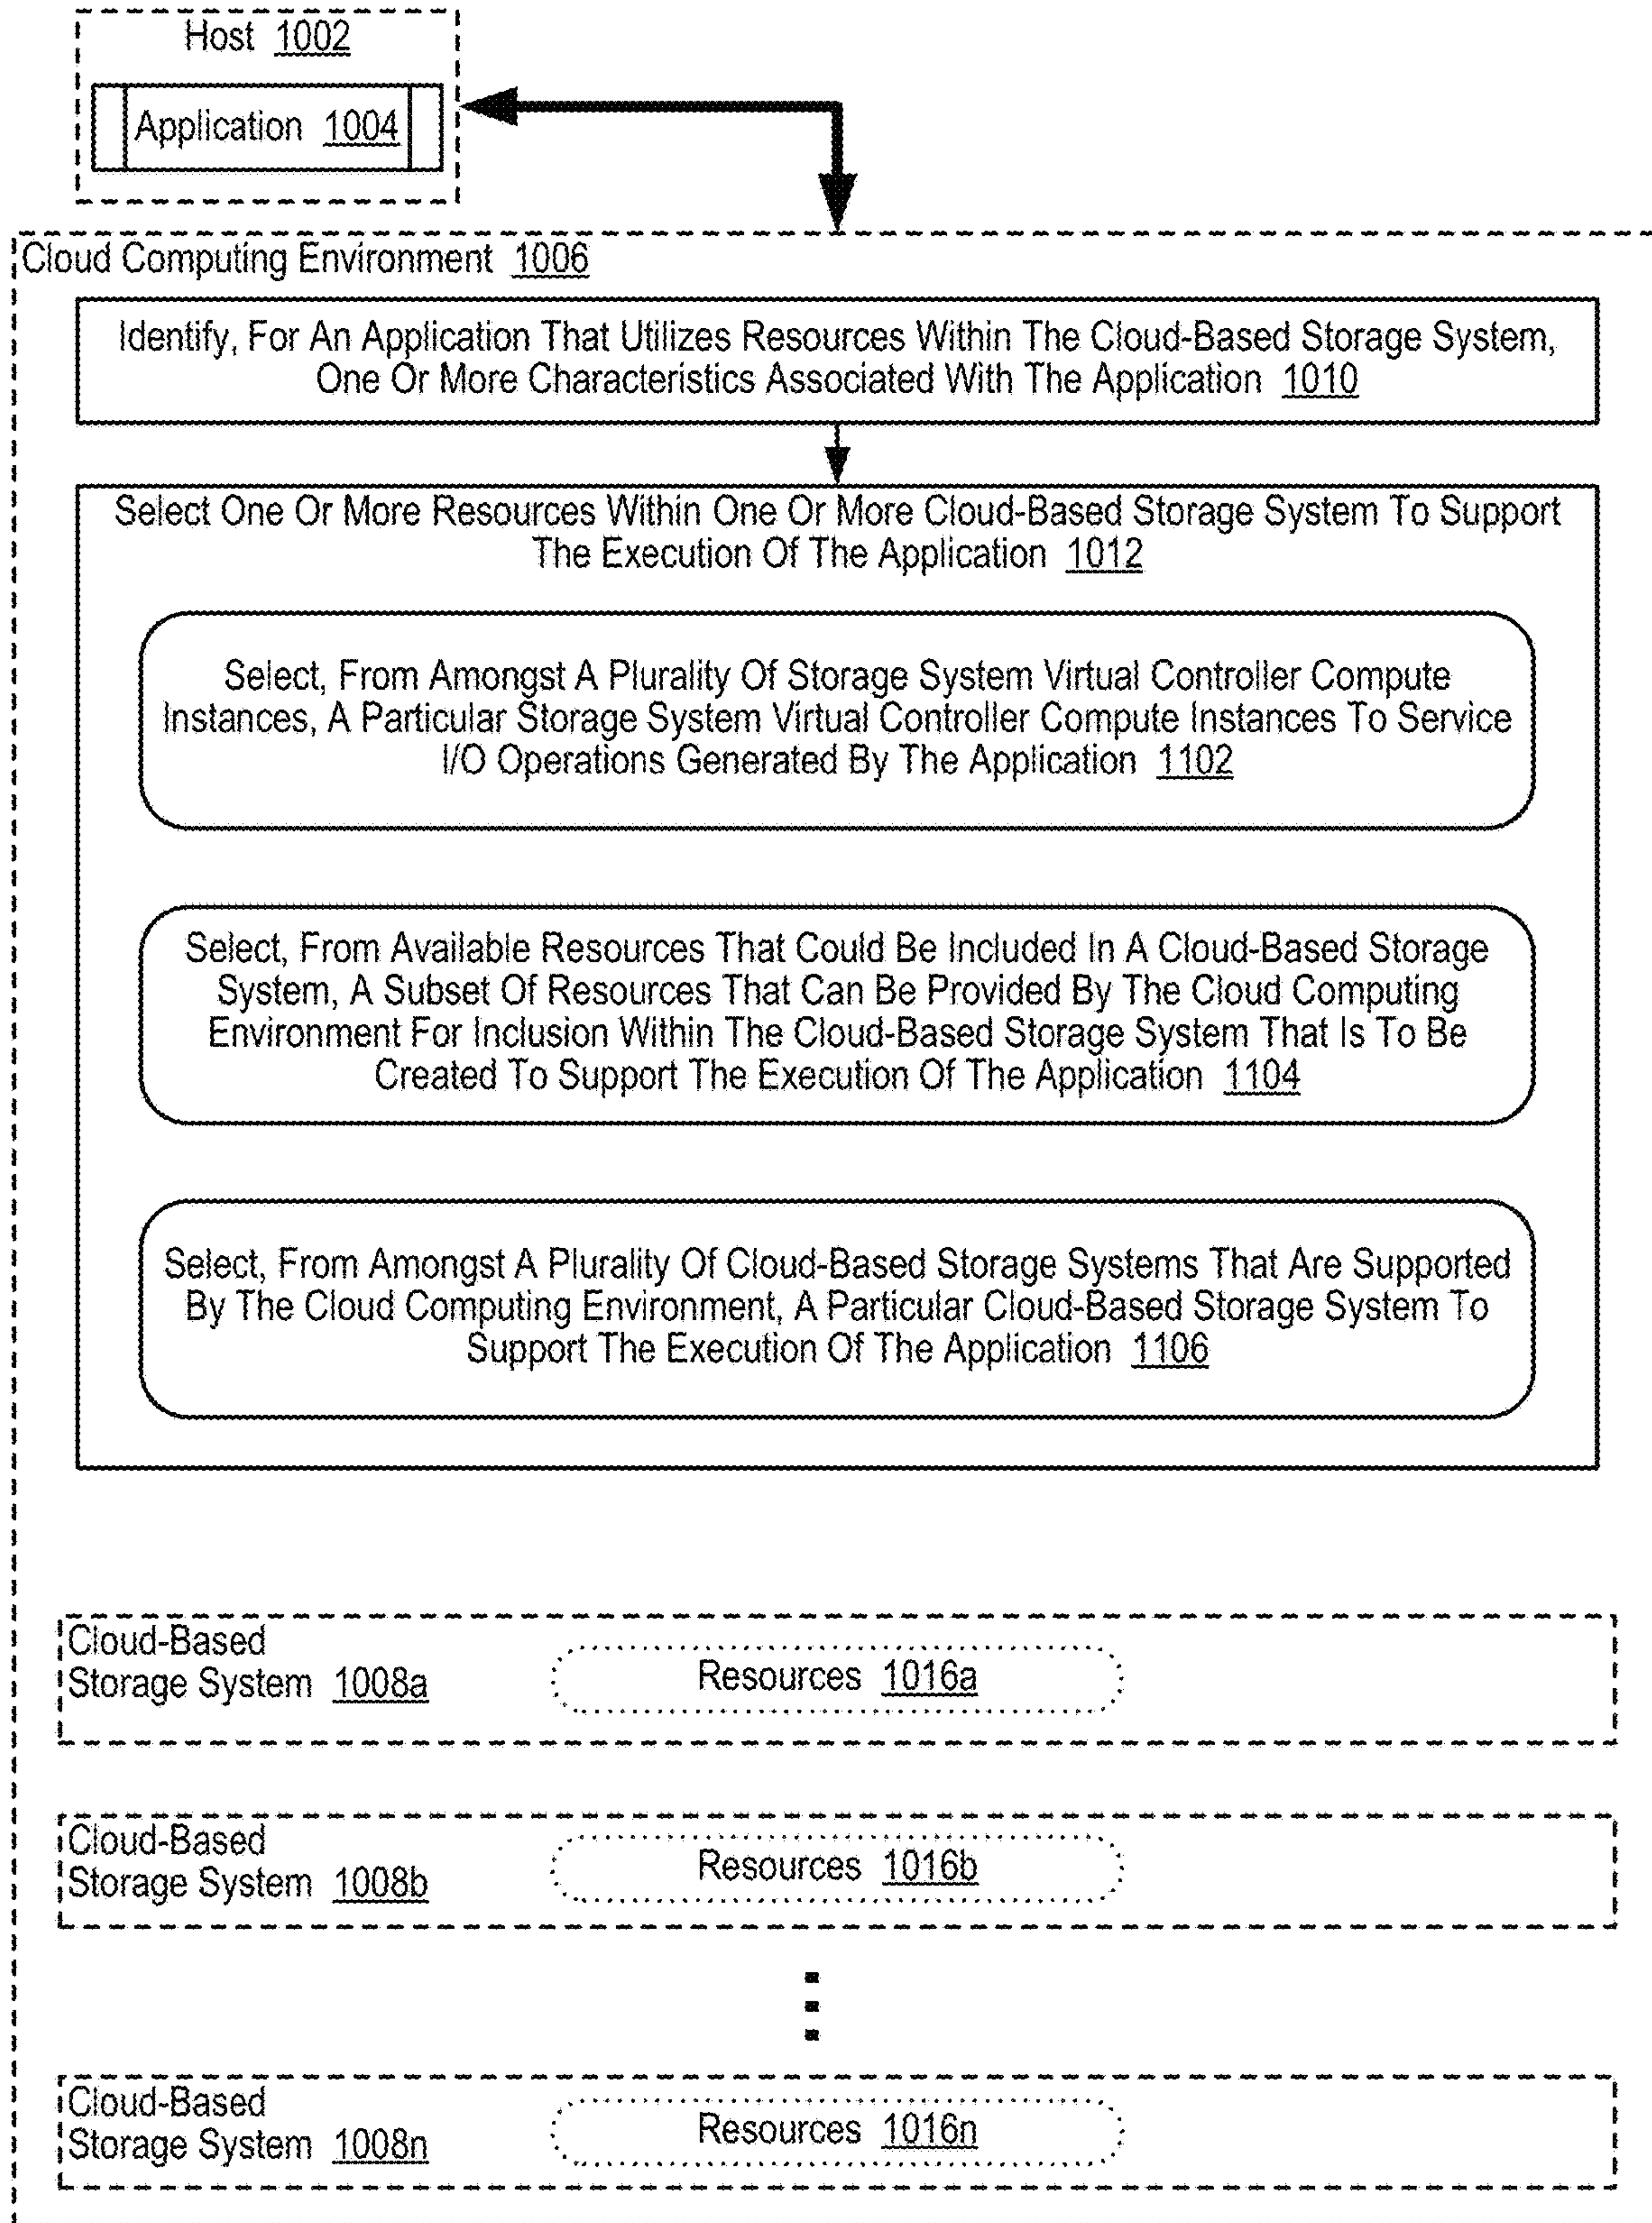 Host 1002
Application 1004
Cloud Computing Environment 1006
Identify, For An Application That Utilizes Resources Within The Cloud-Based Storage System,
One Or More Characteristics Associated With The Application 1010
Select One Or More Resources Within One Or More Cloud-Based Storage System To Support
The Execution Of The Application 1012
Select, From Amongst A Plurality Of Storage System Virtual Controller Compute
Instances, A Particular Storage System Virtual Controller Compute Instances To Service
I/O Operations Generated By The Application 1102
Select, From Available Resources That Could Be Included In A Cloud-Based Storage
System, A Subset Of Resources That Can Be Provided By The Cloud Computing
Environment For Inclusion Within The Cloud-Based Storage System That Is To Be
Created To Support The Execution Of The Application 1104
Select, From Amongst A Plurality Of Cloud-Based Storage Systems That Are Supported
By The Cloud Computing Environment, A Particular Cloud-Based Storage System To
Support The Execution Of The Application 1106
Cloud-Based
Storage System 1008a
Resources 1016a
Cloud-Based
Storage System 1008b
Resources 1016b
Cloud-Based
Storage System 1008n
Resources 1016n